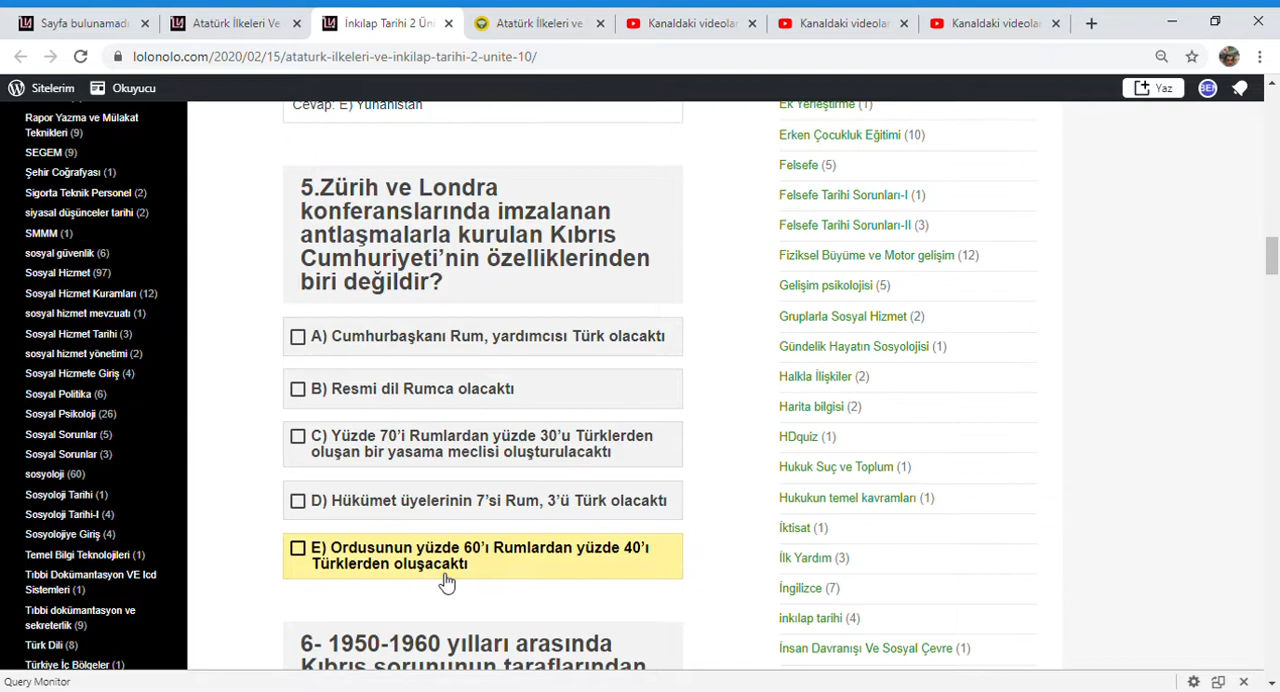 Sayfa bulunamadı
Atatürk İlkeleri Ve
İnkılap Tarihi 2 Ün
Atatürk İlkeleri ve
Kanaldaki videolar
Kanaldaki videolar
Kanaldaki videolar
lolonolo.com/2020/02/15/ataturk-ilkeleri-ve-inkilap-tarihi-2-unite-10/
Sitelerim
Okuyucu
Yaz
Rapor Yazma ve Mülakat
Teknikleri (9)
SEGEM (9)
Şehir Coğrafyası (1)
Sigorta Teknik Personel (2)
siyasal düşünceler tarihi (2)
SMMM (1)
sosyal güvenlik (6)
Sosyal Hizmet (97)
Sosyal Hizmet Kuramları (12)
sosyal hizmet mevzuatı (1)
Sosyal Hizmet Tarihi (3)
sosyal hizmet yönetimi (2)
Sosyal Hizmete Giriş (4)
Sosyal Politika (6)
Sosyal Psikoloji (26)
Sosyal Sorunlar (5)
Sosyal Sorunlar (3)
sosyoloji (60)
Sosyoloji Tarihi (1)
Sosyoloji Tarihi-I (4)
Sosyolojiye Giriş (4)
Temel Bilgi Teknolojileri (1)
Tıbbi Dokümantasyon VE Icd
Sistemleri (1)
Tıbbı dokümantasyon ve
sekreterlik (9)
Türk Dili (8)
Türkiye İç Bölgeler (1)
Cevap: E) Yunanistan
5.Zürih ve Londra
konferanslarında imzalanan
antlaşmalarla kurulan Kıbrıs
Cumhuriyeti’nin özelliklerinden
biri değildir?
A) Cumhurbaşkanı Rum, yardımcısı Türk olacaktı
B) Resmi dil Rumca olacaktı
C) Yüzde 70’i Rumlardan yüzde 30’u Türklerden
oluşan bir yasama meclisi oluşturulacaktı
D) Hükümet üyelerinin 7’si Rum, 3’ü Türk olacaktı
E) Ordusunun yüzde 60’ı Rumlardan yüzde 40’ı
Türklerden oluşacaktı
6- 1950-1960 yılları arasında
Kıbrıs sorununun taraflarından
Ek Yerleştirme (1)
Erken Çocukluk Eğitimi (10)
Felsefe (5)
Felsefe Tarihi Sorunları-I (1)
Felsefe Tarihi Sorunları-II (3)
Fiziksel Büyüme ve Motor gelişim (12)
Gelişim psikolojisi (5)
Gruplarla Sosyal Hizmet (2)
Gündelik Hayatın Sosyolojisi (1)
Halkla İlişkiler (2)
Harita bilgisi (2)
HDquiz (1)
Hukuk Suç ve Toplum (1)
Hukukun temel kavramları (1)
İktisat (1)
İlk Yardım (3)
İngilizce (7)
inkılap tarihi (4)
İnsan Davranışı Ve Sosyal Çevre (1)
Query Monitor